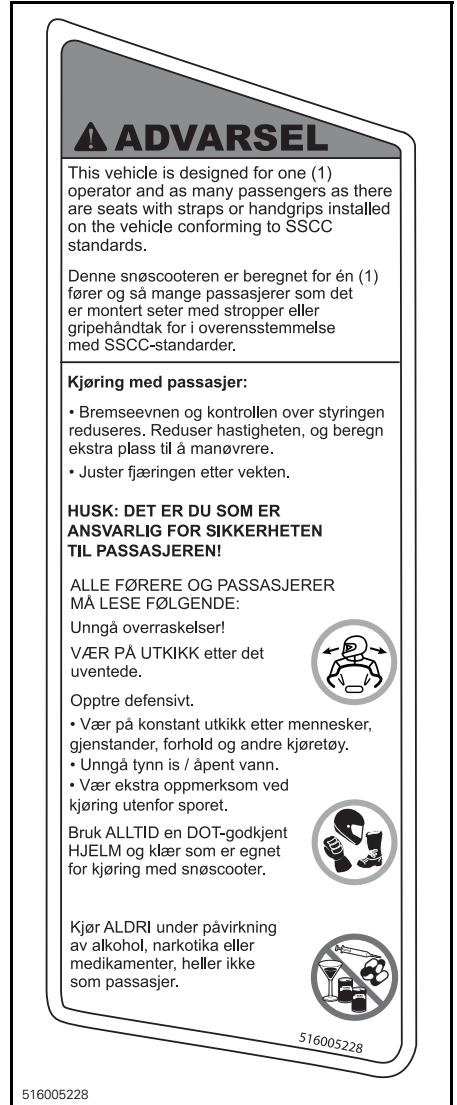 ADVARSEL
This vehicle is designed for one (1)
operator and as many passengers as there
are seats with straps or handgrips installed
on the vehicle conforming to SSCC
standards.
Denne snøscooteren er beregnet for én (1)
fører og så mange passasjerer som det
er montert seter med stropper eller
gripehåndtak for i overensstemmelse
med SSCC-standarder.
Kjøring med passasjer:
• Bremseevnen og kontrollen over styringen
reduseres. Reduser hastigheten, og beregn
ekstra plass til å manøvrere.
• Juster fjæringen etter vekten.
HUSK: DET ER DU SOM ER
ANSVARLIG FOR SIKKERHETEN
TIL PASSASJEREN!
ALLE FØRERE OG PASSASJERER
MÅ LESE FØLGENDE:
Unngå overraskelser!
VÆR PÅ UTKIKK etter det
uventede.
Opptre defensivt.
• Vær på konstant utkikk etter mennesker,
gjenstander, forhold og andre kjøretøy.
• Unngå tynn is / åpent vann.
• Vær ekstra oppmerksom ved
kjøring utenfor sporet.
Bruk ALLTID en DOT-godkjent
HJELM og klær som er egnet
for kjøring med snøscooter.
Kjør ALDRI under påvirkning
av alkohol, narkotika eller
medikamenter, heller ikke
som passasjer.
516005228
516005228